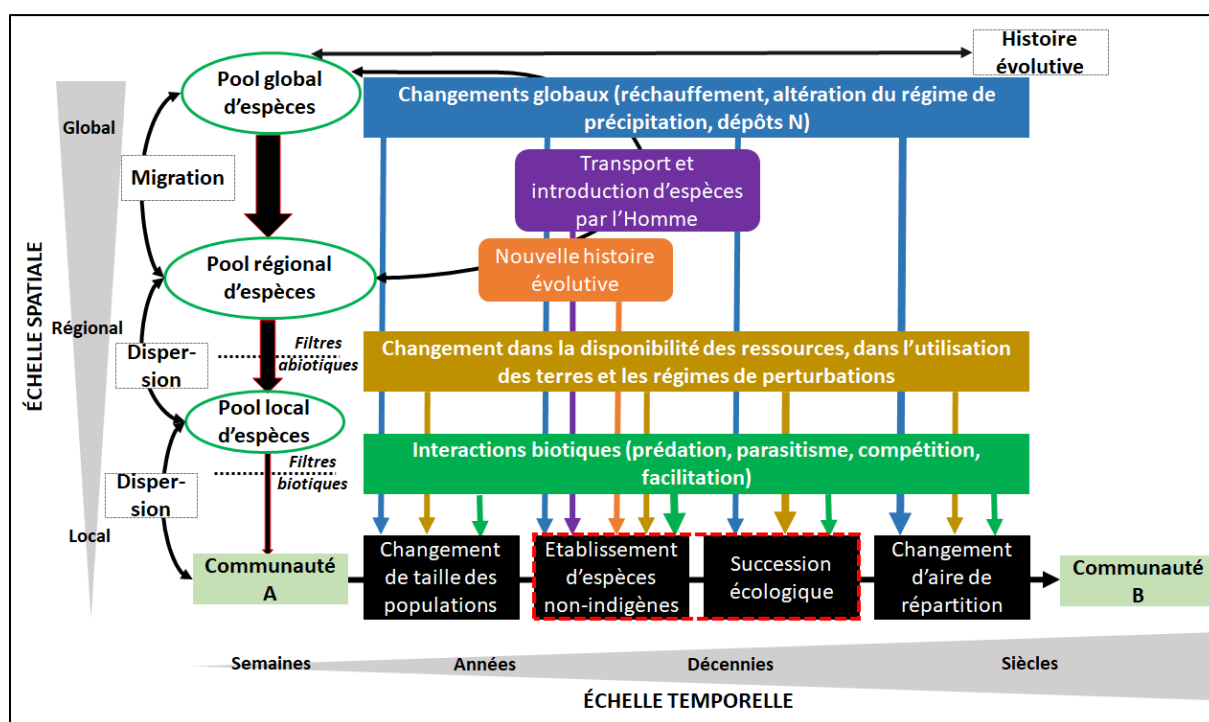 Histoire
évolutive
Pool global
d'espèces
Changements globaux (réchauffement, altération du régime de
précipitation, dépôts N)
Global
Migration
Transport et
introduction d'espèces
par l'Homme
Nouvelle histoire
évolutive
Pool régional
d'espèces
ÉCHELLE SPATIALE
Régional
Filtres
abiotiques
Disper-
sion
Changement dans la disponibilité des ressources, dans l'utilisation
des terres et les régimes de perturbations
Pool local
d'espèces
Filtres
biotiques
Disper-
sion
Interactions biotiques (prédation, parasitisme, compétition,
facilitation)
Local
Communauté
A
Changement
de taille des
populations
Etablissement
d'espèces
non-indigènes
Succession
écologique
Changement
d'aire de
répartition
Communauté
B
Semaines
Années
Décennies
Siècles
ÉCHELLE TEMPORELLE